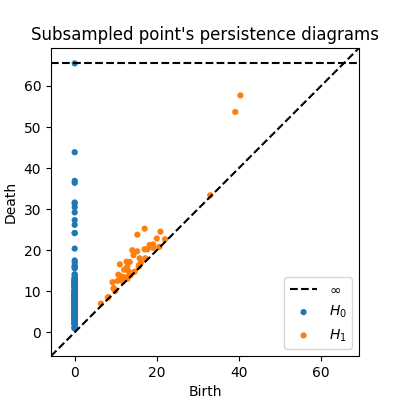 Subsampled point's persistence diagrams
Death
60
50
40
30
20
10
0
0 20 40 60
Birth
∞
H₀
H₁